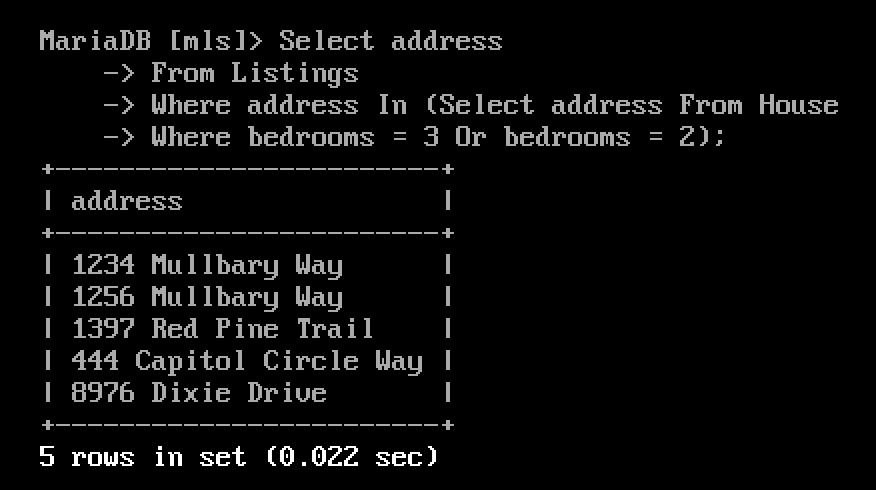 MariaDB [mls]> Select address
    -> From Listings
    -> Where address In (Select address From House
    -> Where bedrooms = 3 Or bedrooms = 2);
+------------------------+
| address                |
+------------------------+
| 1234 Mullbary Way      |
| 1256 Mullbary Way      |
| 1397 Red Pine Trail    |
| 444 Capitol Circle Way |
| 8976 Dixie Drive       |
+------------------------+
5 rows in set (0.022 sec)